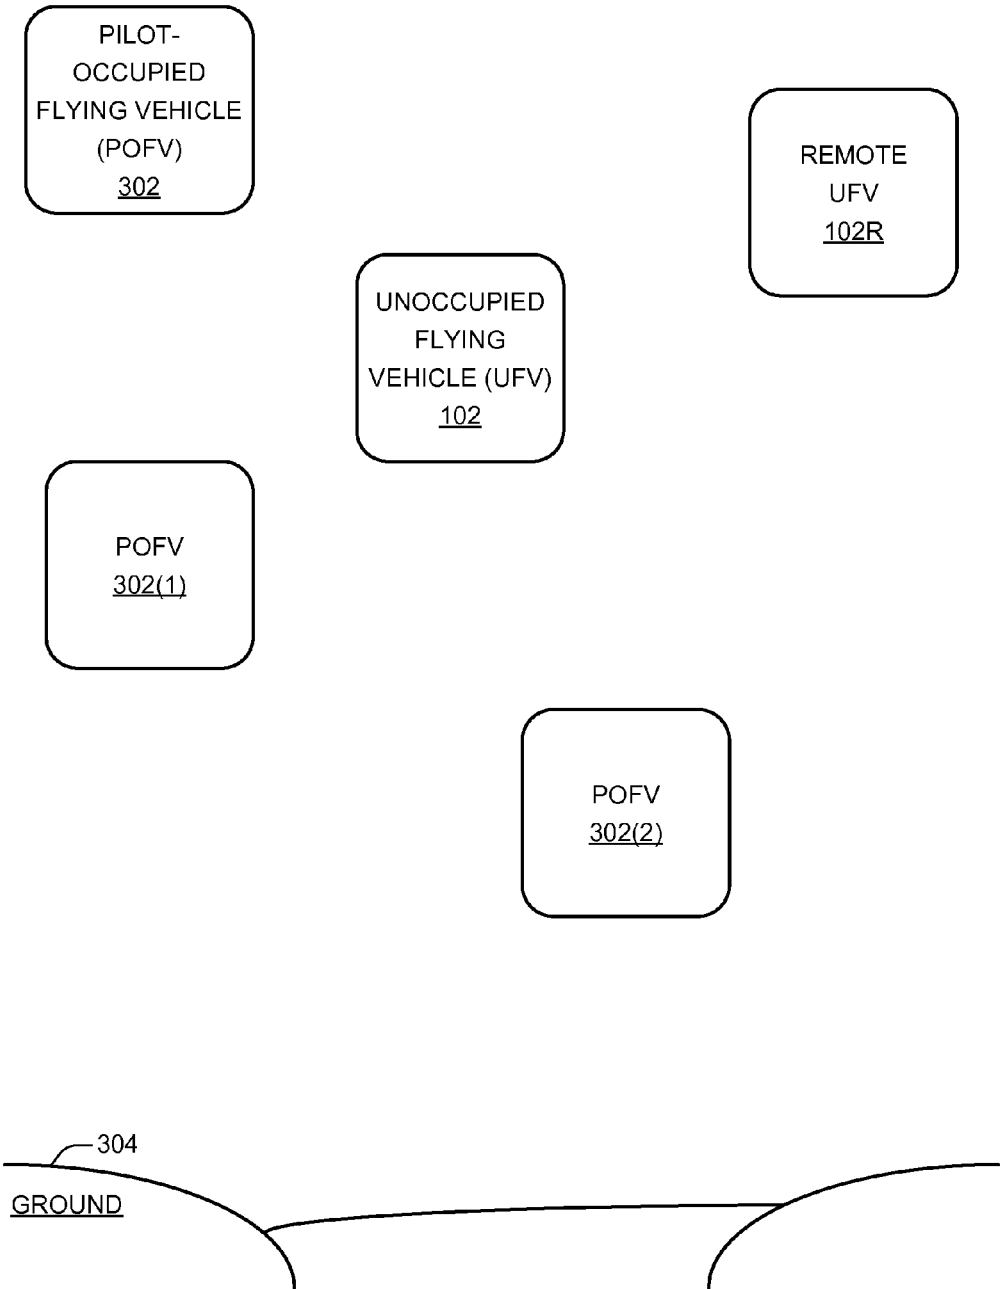 PILOT-
OCCUPIED
FLYING VEHICLE
(POFV)
302
REMOTE
UFV
102R
UNOCCUPIED
FLYING
VEHICLE (UFV)
102
POFV
302(1)
POFV
302(2)
304
GROUND